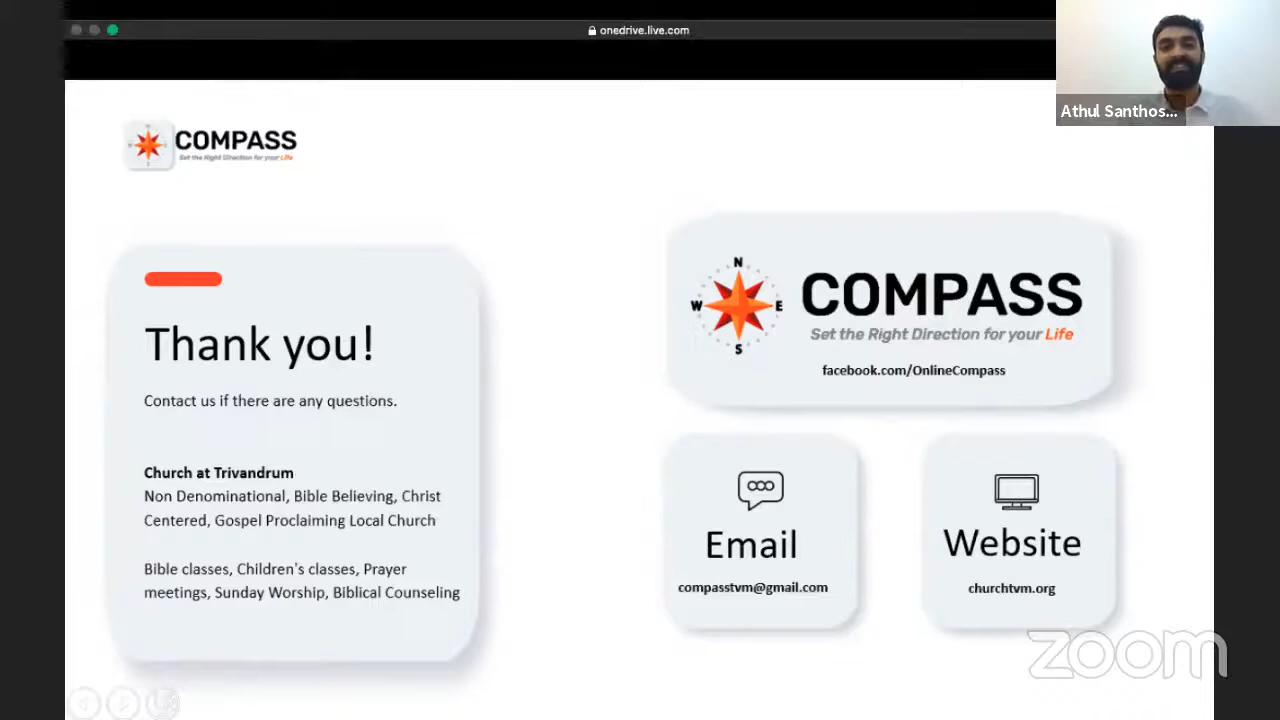 onedrive.live.com
Athul Santhos...
COMPASS
Set the Right Direction for your Life
Thank you!
Contact us if there are any questions.
Church at Trivandrum
Non Denominational, Bible Believing, Christ
Centered, Gospel Proclaiming Local Church
Bible classes, Children's classes, Prayer
meetings, Sunday Worship, Biblical Counseling
N
W
E
S
COMPASS
Set the Right Direction for your Life
facebook.com/OnlineCompass
Email
compasstvm@gmail.com
Website
churchtvm.org
zoom